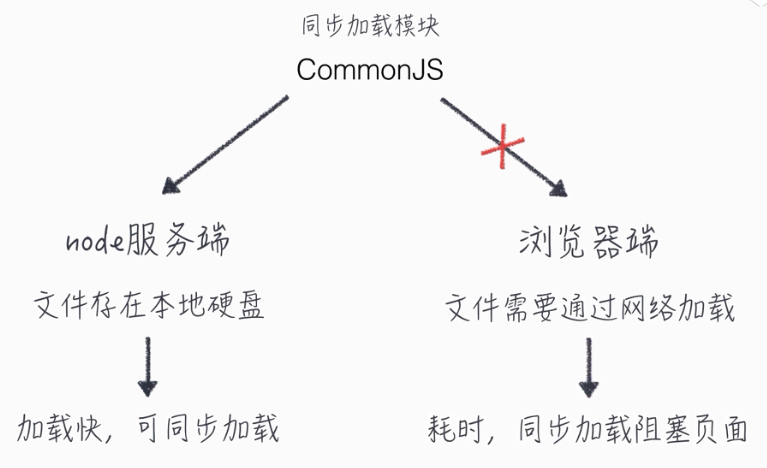 同步加载模块
CommonJS
node服务端
浏览器端
文件存在本地硬盘
文件需要通过网络加载
加载快，可同步加载
耗时，同步加载阻塞页面